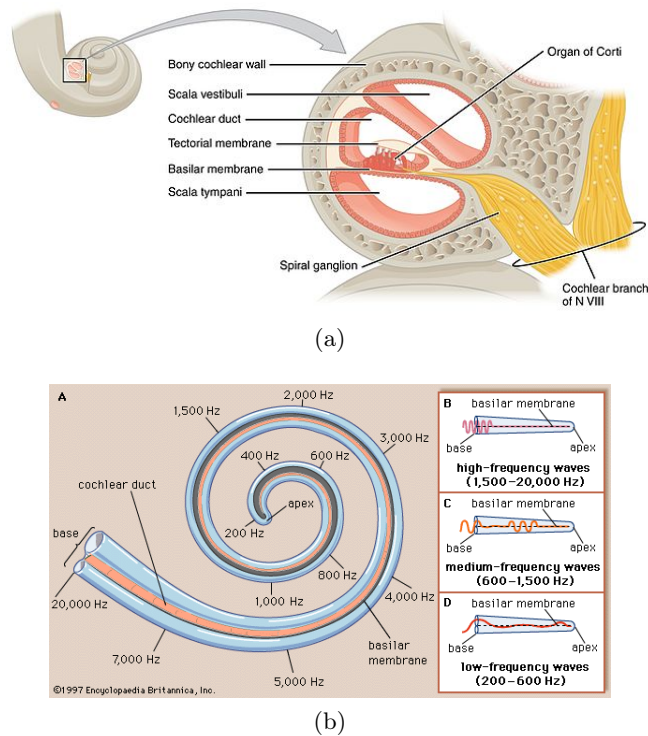 Organ of Corti
Bony cochlear wall
Scala vestibuli
Cochlear duct
Tectorial membrane
Basilar membrane
Scala tympani
Spiral ganglion
Cochlear branch
of N VIII
(a)
A
2,000 Hz
1,500 Hz
3,000 Hz
400 Hz
600 Hz
cochlear duct
apex
200 Hz
base
800 Hz
20,000 Hz
1,000 Hz
4,000 Hz
basilar
membrane
7,000 Hz
5,000 Hz
©1997 Encyclopaedia Britannica, Inc.
B
basilar membrane
base
apex
high-frequency waves
(1,500–20,000 Hz)
C
basilar membrane
base
apex
medium-frequency waves
(600–1,500 Hz)
D
basilar membrane
base
apex
low-frequency waves
(200–600 Hz)
(b)